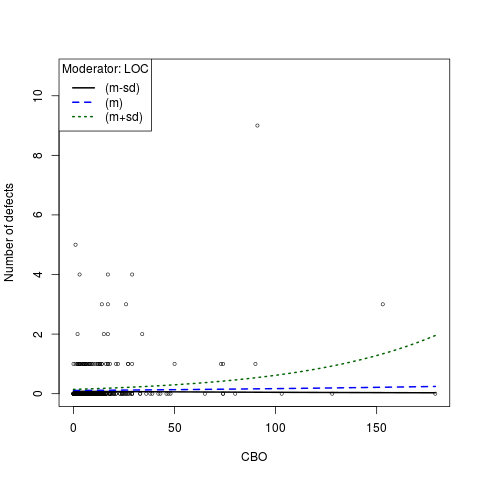 Moderator: LOC
(m-sd)
(m)
(m+sd)
Number of defects
10
8
6
4
2
0
0 50 100 150
CBO